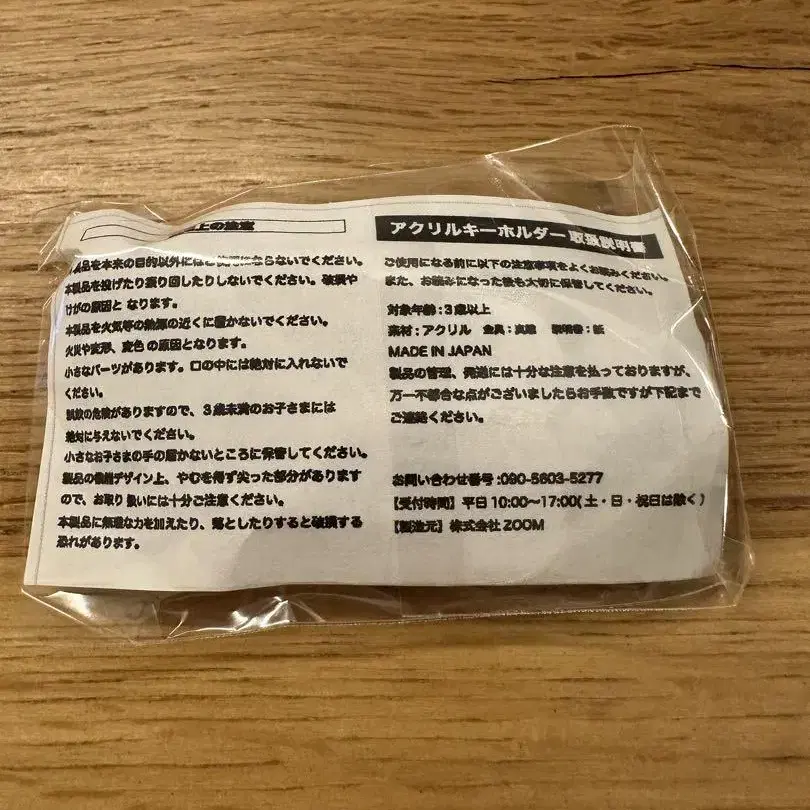 上の注意
製品を本来の目的以外にはご使用にならないでください。
本製品を投げたり振り回したりしないでください。破損や
けがの原因と なります。
本製品を火気等の熱源の近くに置かないでください。
火災や変形、変色 の原因となります。
小さなパーツがあります。口の中には絶対に入れないで
ください。
の危険がありますので、3歳未満のお子さまには
絶対に与えないでください。
小さなお子さまの手の届かないところに保管してください。
製品の機能デザイン上、やむを得ず尖った部分があります
ので、お取り 扱いには十分ご注意ください。
本製品に無理な力を加えたり、落としたりすると破損する
恐れがあります。
アクリルキーホルダー 取扱説明書
ご使用になる前に以下の注意事項をよくお読みください。
また、お読みになった後も大切に保管してください。
対象年齢:3歳以上
素材:アクリル 金具:真鍮 説明書:紙
MADE IN JAPAN
製品の管理、発送には十分な注意を払っておりますが、
万一不都合な点がございましたらお手数ですが下記まで
ご連絡ください。
お問い合わせ番号:090-5603-5277
【受付時間】平日 10:00〜17:00(土・日・祝日は除く)
【製造元】株式会社 ZOOM